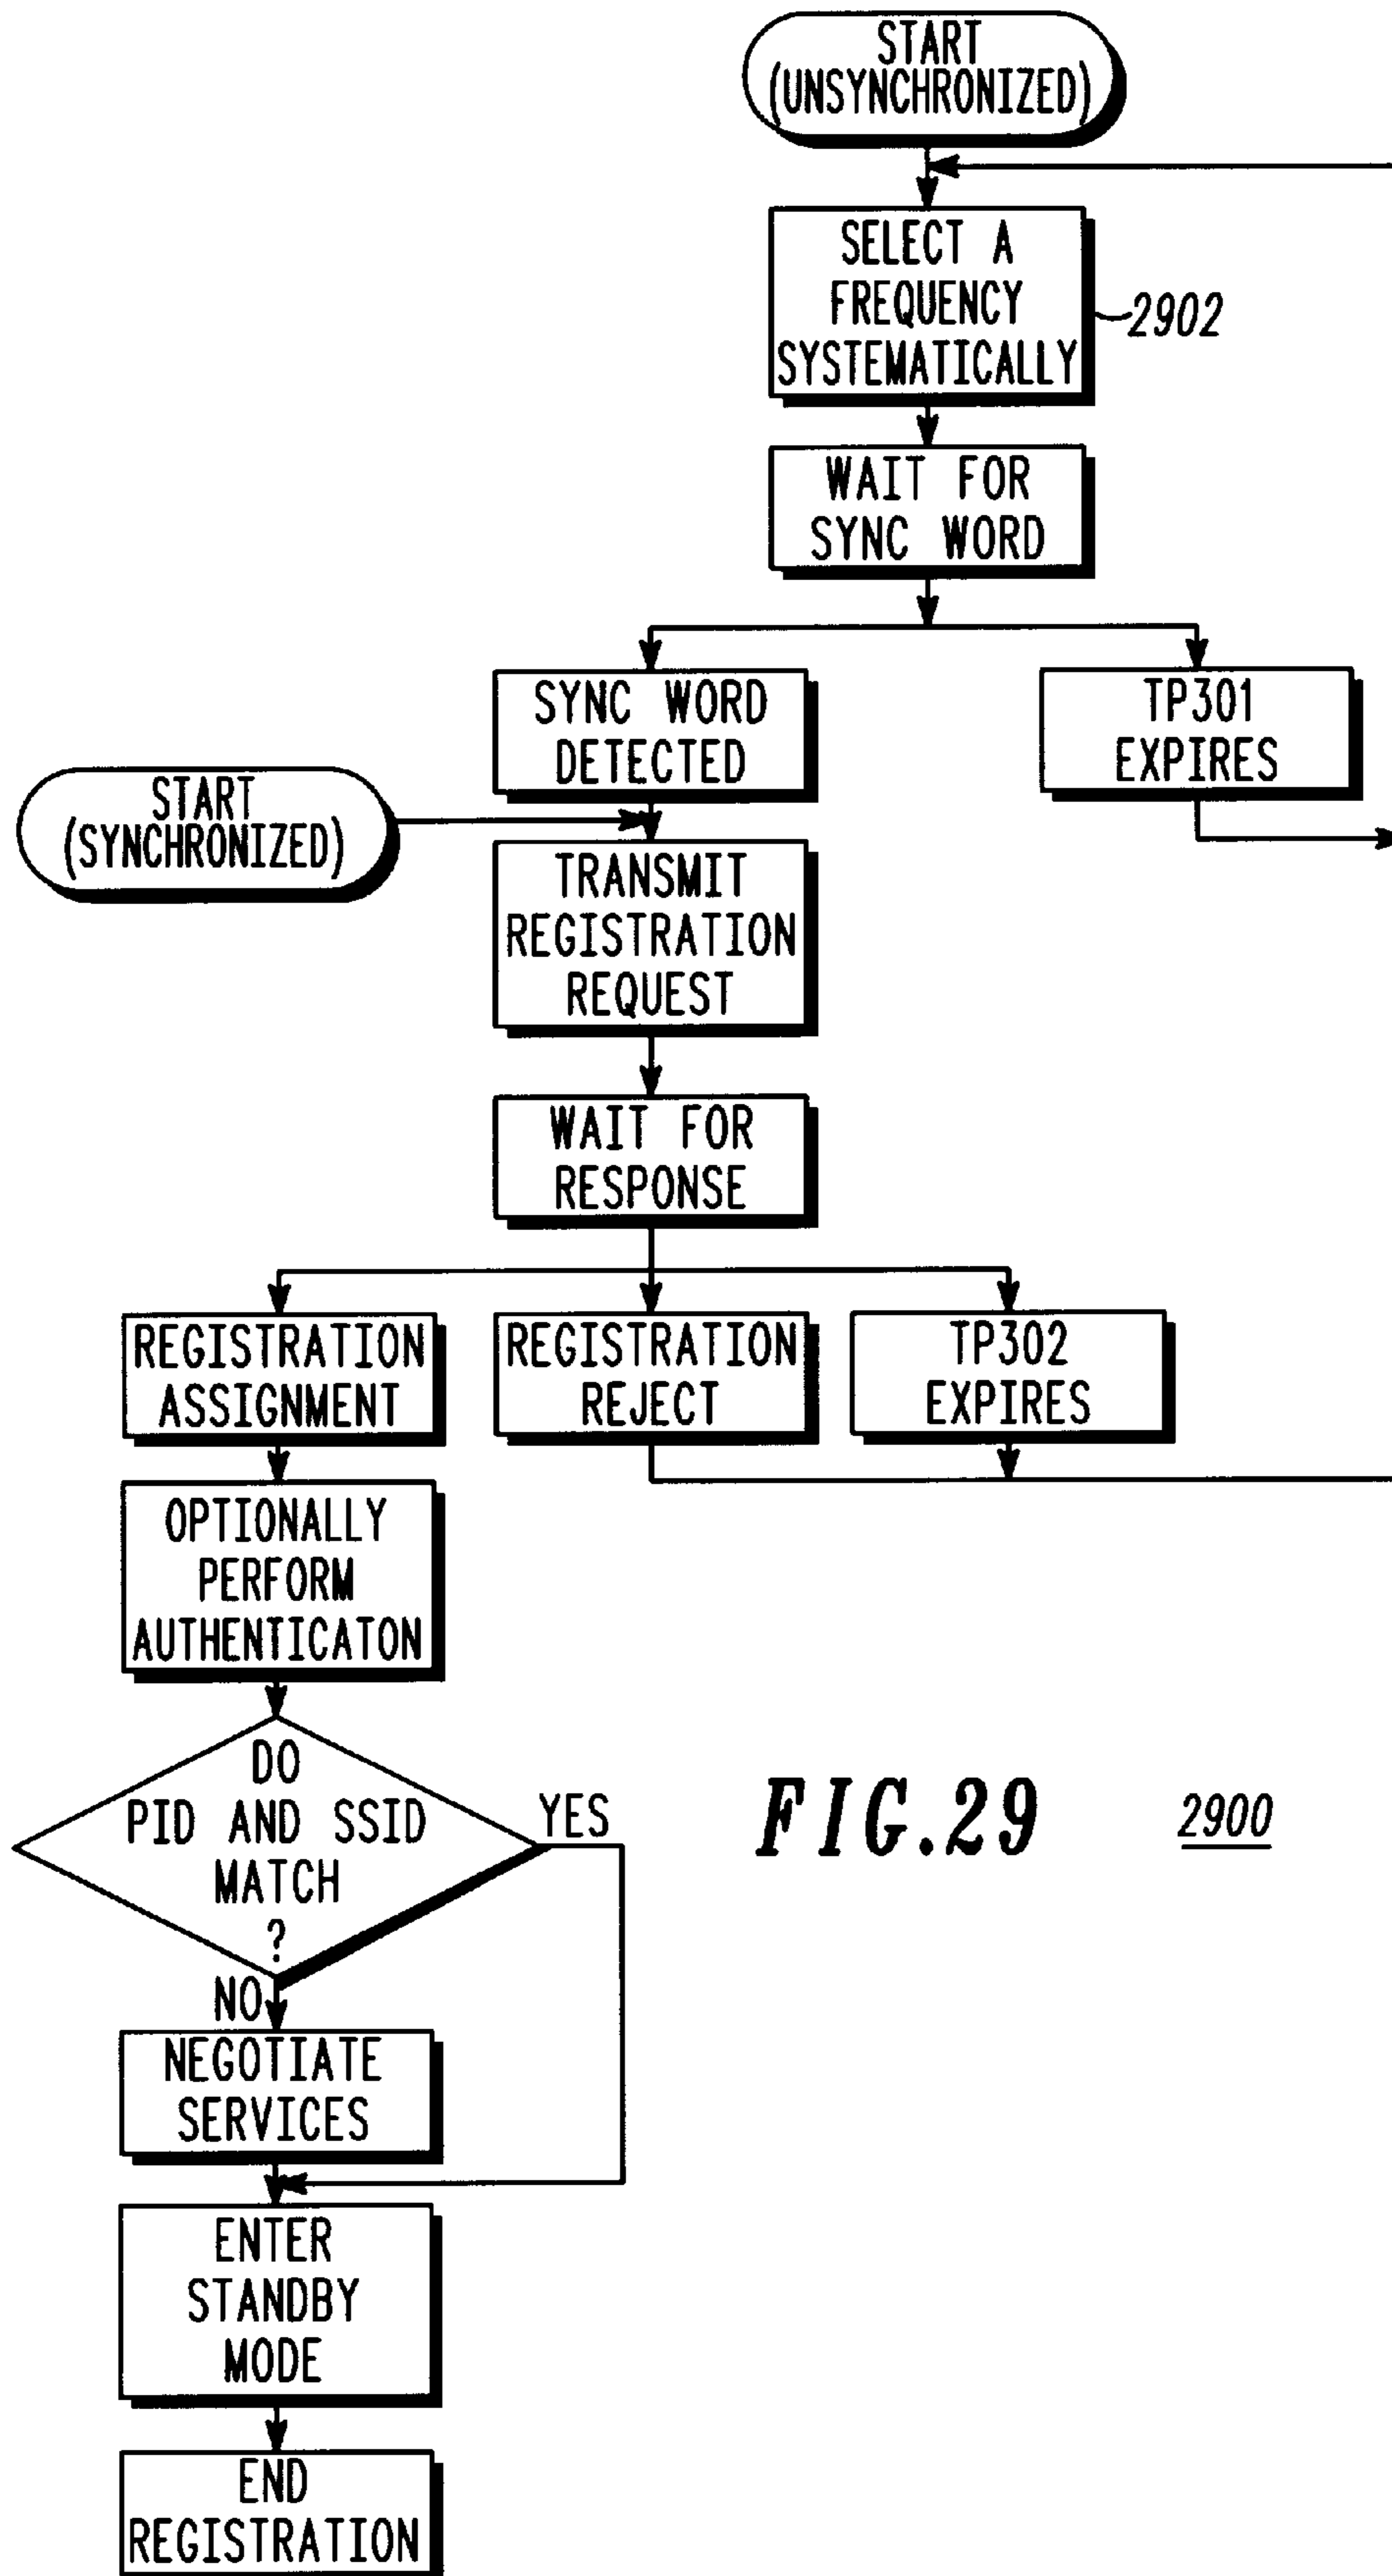 START
(UNSYNCHRONIZED)
SELECT A
FREQUENCY
SYSTEMATICALLY
2902
WAIT FOR
SYNC WORD
SYNC WORD
DETECTED
TP301
EXPIRES
START
(SYNCHRONIZED)
TRANSMIT
REGISTRATION
REQUEST
WAIT FOR
RESPONSE
REGISTRATION
ASSIGNMENT
REGISTRATION
REJECT
TP302
EXPIRES
OPTIONALLY
PERFORM
AUTHENTICATON
DO
PID AND SSID
MATCH
?
YES
NO
NEGOTIATE
SERVICES
ENTER
STANDBY
MODE
END
REGISTRATION
FIG.29
2900